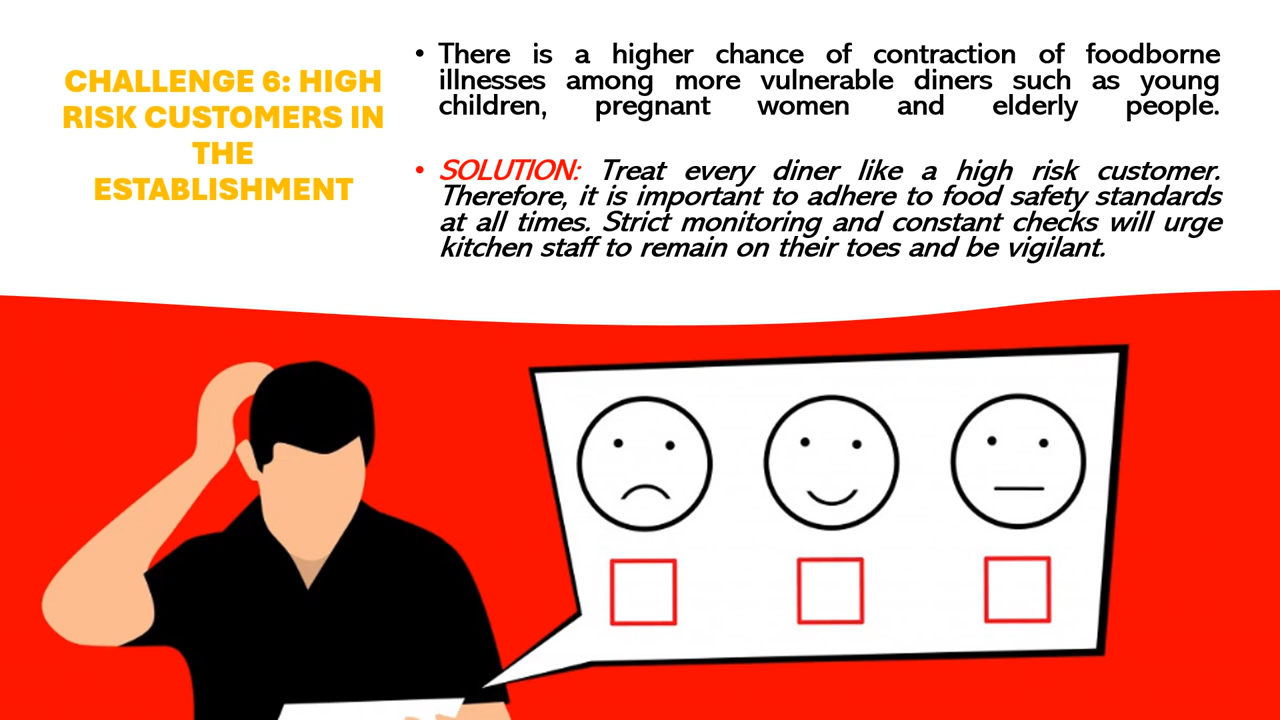 CHALLENGE 6: HIGH
RISK CUSTOMERS IN
THE
ESTABLISHMENT
• There is a higher chance of contraction of foodborne
illnesses among more vulnerable diners such as young
children, pregnant women and elderly people.
• SOLUTION: Treat every diner like a high risk customer.
Therefore, it is important to adhere to food safety standards
at all times. Strict monitoring and constant checks will urge
kitchen staff to remain on their toes and be vigilant.